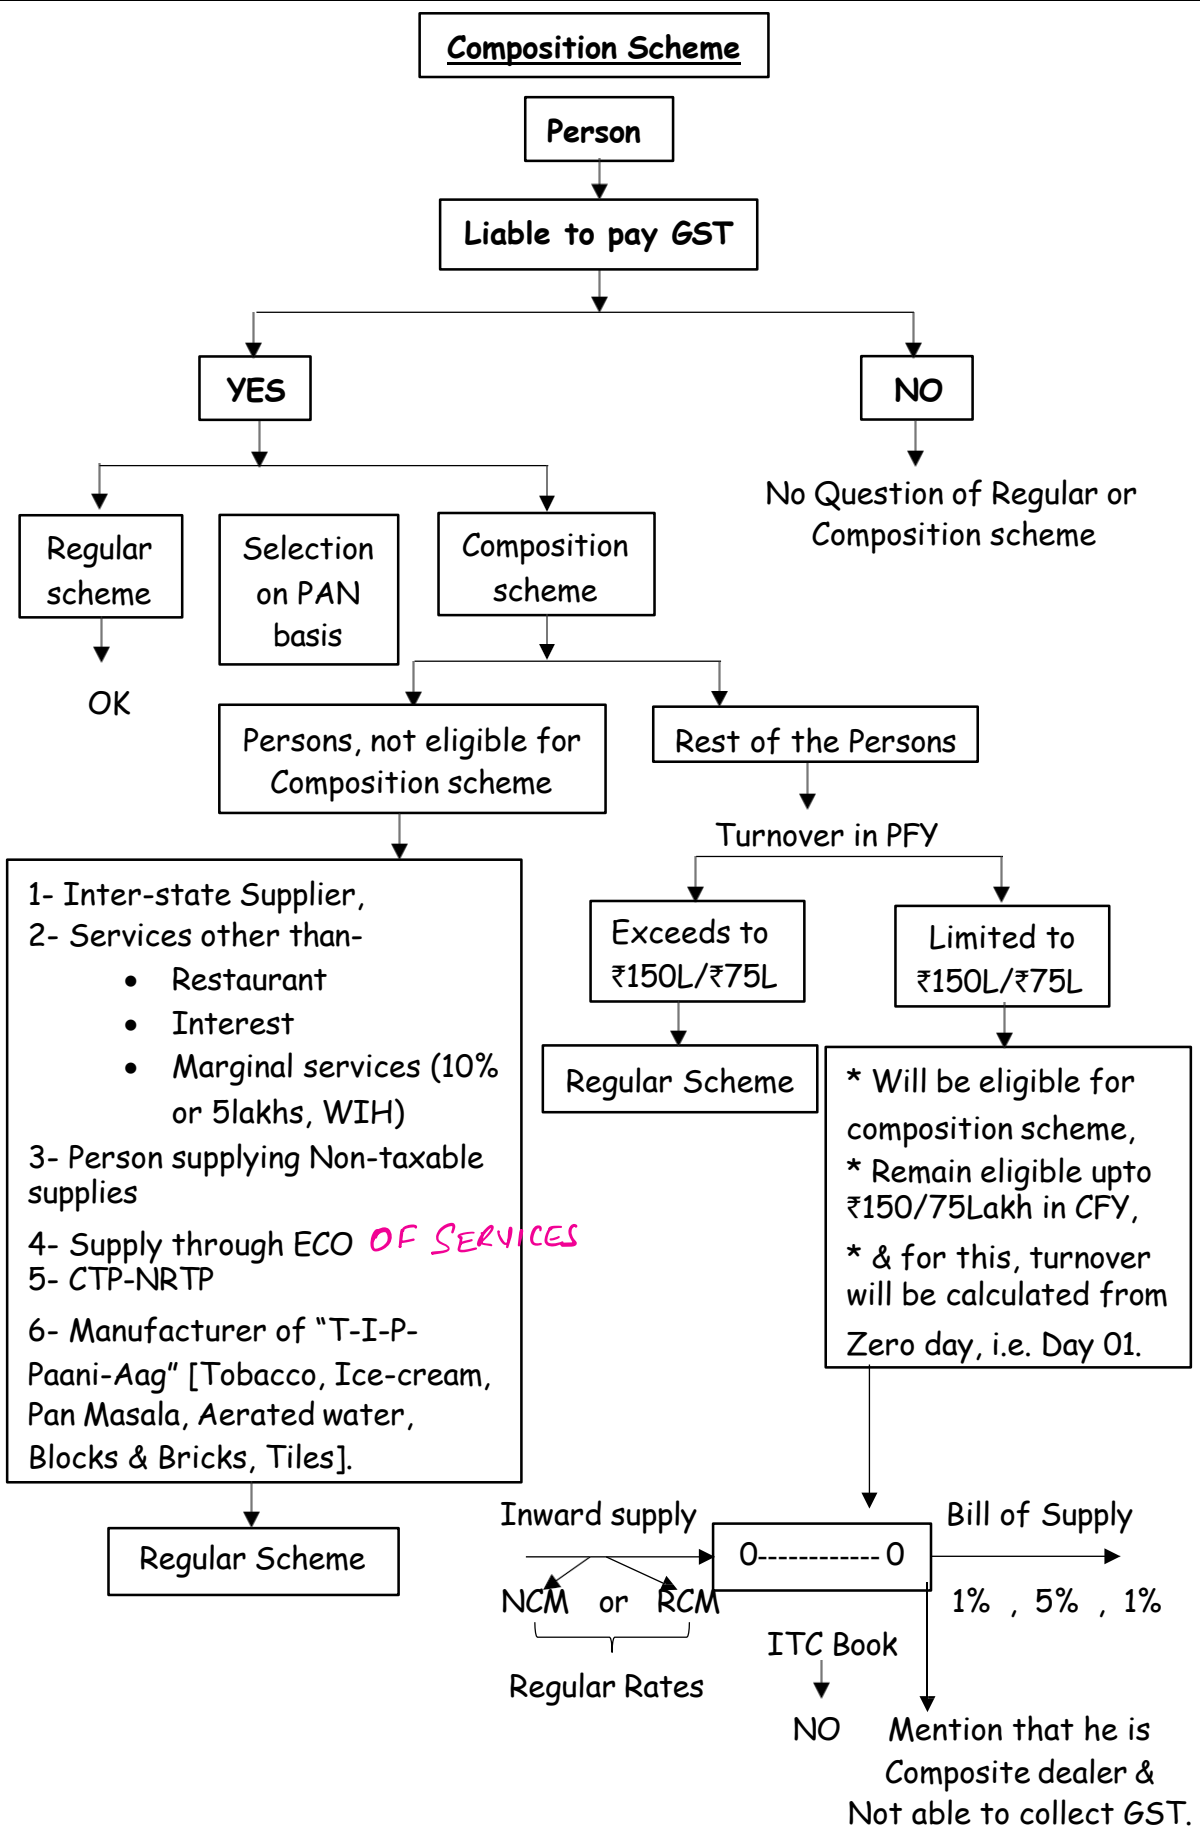 Composition Scheme
Person
Liable to pay GST
YES
NO
No Question of Regular or
Composition scheme
Regular
scheme
Selection
on PAN
basis
Composition
scheme
OK
Persons, not eligible for
Composition scheme
Rest of the Persons
Turnover in PFY
1- Inter-state Supplier,
2- Services other than-
• Restaurant
• Interest
• Marginal services (10%
or 5lakhs, WIH)
3- Person supplying Non-taxable
supplies
4- Supply through ECO OF SERVICES
5- CTP-NRTP
6- Manufacturer of “T-I-P-
Paani-Aag” [Tobacco, Ice-cream,
Pan Masala, Aerated water,
Blocks & Bricks, Tiles].
Regular Scheme
Exceeds to
₹150L/₹75L
Limited to
₹150L/₹75L
Regular Scheme
* Will be eligible for
composition scheme,
* Remain eligible upto
₹150/75Lakh in CFY,
* & for this, turnover
will be calculated from
Zero day, i.e. Day 01.
Inward supply
0------------0
Bill of Supply
NCM or RCM
1% , 5% , 1%
Regular Rates
ITC Book
NO
Mention that he is
Composite dealer &
Not able to collect GST.